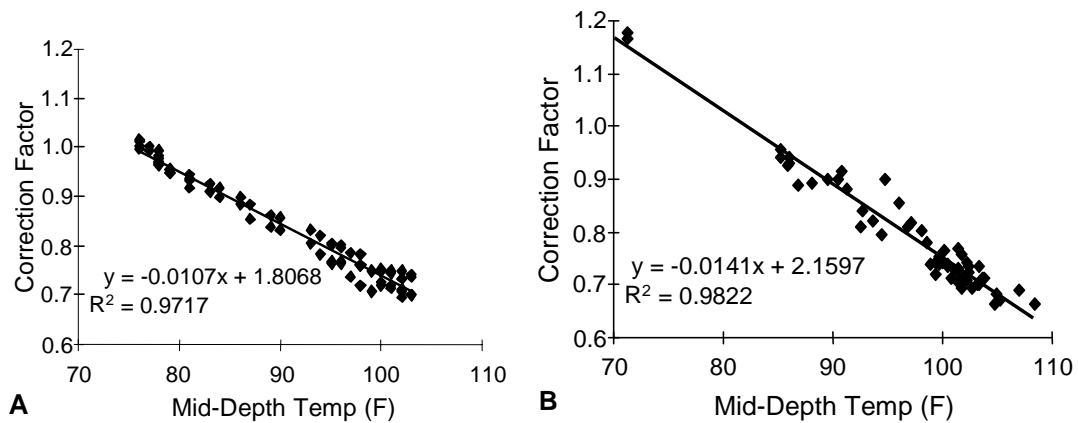 1.2
1.1
1.0
0.9
0.8
0.7
0.6
Correction Factor
y = -0.0107x + 1.8068
R² = 0.9717
70 80 90 100 110
Mid-Depth Temp (F)
A
1.2
1.1
1.0
0.9
0.8
0.7
0.6
Correction Factor
y = -0.0141x + 2.1597
R² = 0.9822
70 80 90 100 110
Mid-Depth Temp (F)
B